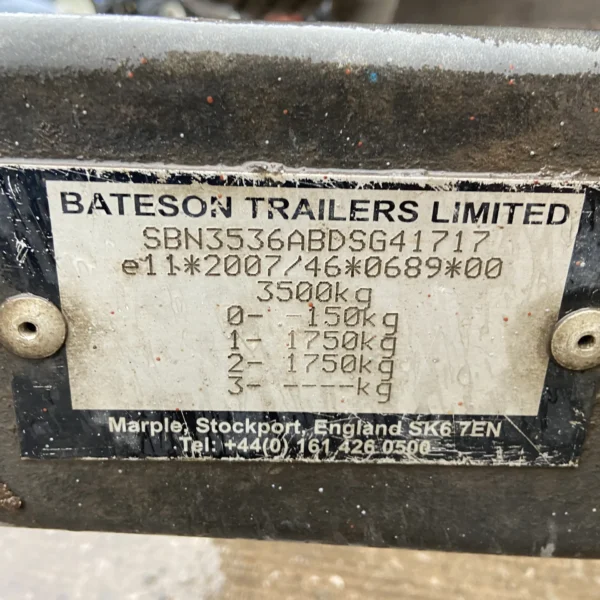 BATESON TRAILERS LIMITED
SBN3536ABDSG41717
e11*2007/46*0689*00
3500kg
0- -150kg
1- 1750kg
2- 1750kg
3- ----kg
Marple, Stockport, England SK6 7EN
Tel: +44(0) 161 426 0500